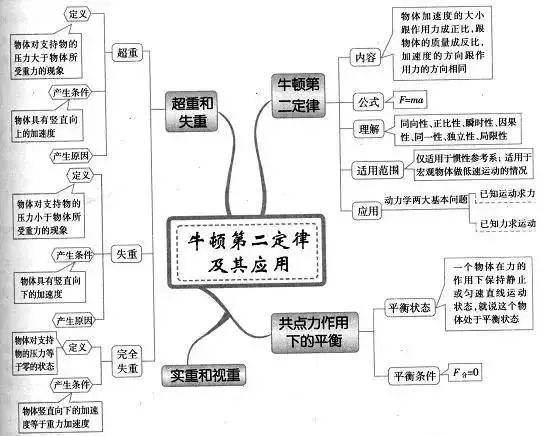 牛顿第二定律
及其应用
牛顿第
二定律
内容
物体加速度的大小
跟作用力成正比,跟
物体的质量成反比,
加速度的方向跟作
用力的方向相同
公式
F=ma
理解
同向性、正比性、瞬时性、因果
性、同一性、独立性、局限性
适用范围
仅适用于惯性参考系;适用于
宏观物体做低速运动的情况
应用
动力学两大基本问题
已知运动求力
已知力求运动
共点力作用
下的平衡
平衡状态
一个物体在力的
作用下保持静止
或匀速直线运动
状态,就说这个物
体处于平衡状态
平衡条件
F合=0
实重和视重
超重和
失重
超重
定义
物体对支持物的
压力大于物体所
受重力的现象
产生条件
物体具有竖直向
上的加速度
产生原因
失重
定义
物体对支持物的
压力小于物体所
受重力的现象
产生条件
物体具有竖直向
下的加速度
产生原因
完全
失重
定义
物体对支持
物的压力等
于零的状态
产生条件
物体竖直向下的加速
度等于重力加速度